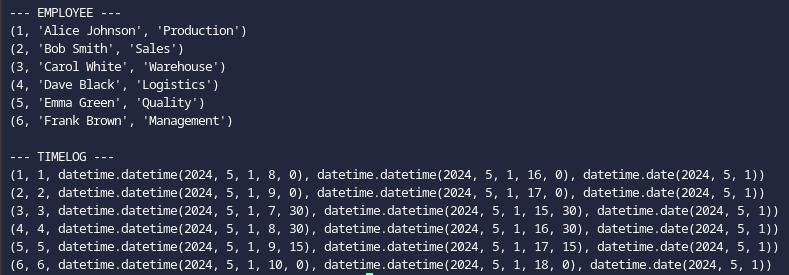 --- EMPLOYEE ---
(1, 'Alice Johnson', 'Production')
(2, 'Bob Smith', 'Sales')
(3, 'Carol White', 'Warehouse')
(4, 'Dave Black', 'Logistics')
(5, 'Emma Green', 'Quality')
(6, 'Frank Brown', 'Management')
--- TIMELOG ---
(1, 1, datetime.datetime(2024, 5, 1, 8, 0), datetime.datetime(2024, 5, 1, 16, 0), datetime.date(2024, 5, 1))
(2, 2, datetime.datetime(2024, 5, 1, 9, 0), datetime.datetime(2024, 5, 1, 17, 0), datetime.date(2024, 5, 1))
(3, 3, datetime.datetime(2024, 5, 1, 7, 30), datetime.datetime(2024, 5, 1, 15, 30), datetime.date(2024, 5, 1))
(4, 4, datetime.datetime(2024, 5, 1, 8, 30), datetime.datetime(2024, 5, 1, 16, 30), datetime.date(2024, 5, 1))
(5, 5, datetime.datetime(2024, 5, 1, 9, 15), datetime.datetime(2024, 5, 1, 17, 15), datetime.date(2024, 5, 1))
(6, 6, datetime.datetime(2024, 5, 1, 10, 0), datetime.datetime(2024, 5, 1, 18, 0), datetime.date(2024, 5, 1))